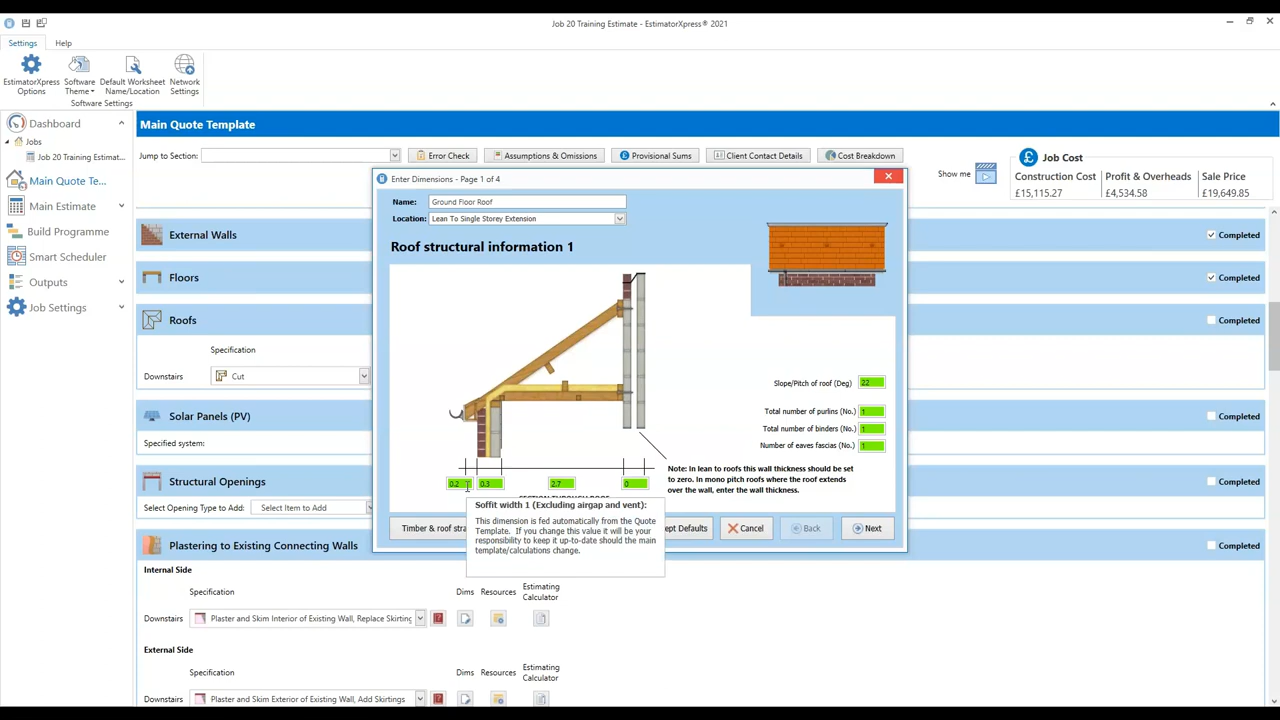 Job 20 Training Estimate - EstimatorXpress® 2021
Settings
Help
EstimatorXpress Options
Software Theme
Default Worksheet Name/Location
Network Settings
Software Settings
Dashboard
Jobs
Job 20 Training Estimat...
Main Quote Te...
Main Estimate
Build Programme
Smart Scheduler
Outputs
Job Settings
Main Quote Template
Jump to Section:
Error Check
Assumptions & Omissions
Provisional Sums
Client Contact Details
Cost Breakdown
Show me
Job Cost
Construction Cost
Profit & Overheads
Sale Price
£15,115.27
£4,534.58
£19,649.85
External Walls
Completed
Floors
Completed
Roofs
Completed
Specification
Downstairs
Cut
Solar Panels (PV)
Completed
Specified system:
Structural Openings
Completed
Select Opening Type to Add:
Select Item to Add
Plastering to Existing Connecting Walls
Completed
Internal Side
Specification
Dims
Resources
Estimating Calculator
Downstairs
Plaster and Skim Interior of Existing Wall, Replace Skirting
External Side
Specification
Dims
Resources
Estimating Calculator
Downstairs
Plaster and Skim Exterior of Existing Wall, Add Skirtings
Enter Dimensions - Page 1 of 4
Name:
Ground Floor Roof
Location:
Lean To Single Storey Extension
Roof structural information 1
Slope/Pitch of roof (Deg)
22
Total number of purlins (No.)
1
Total number of binders (No.)
1
Number of eaves fascias (No.)
1
Note: In lean to roofs this wall thickness should be set
to zero. In mono pitch roofs where the roof extends
over the wall, enter the wall thickness.
0.2
0.3
2.7
0
SECTION THROUGH ROOF
Soffit width 1 (Excluding airgap and vent):
This dimension is fed automatically from the Quote
Template. If you change this value it will be your
responsibility to keep it up-to-date should the main
template/calculations change.
Timber & roof stra
ept Defaults
Cancel
Back
Next